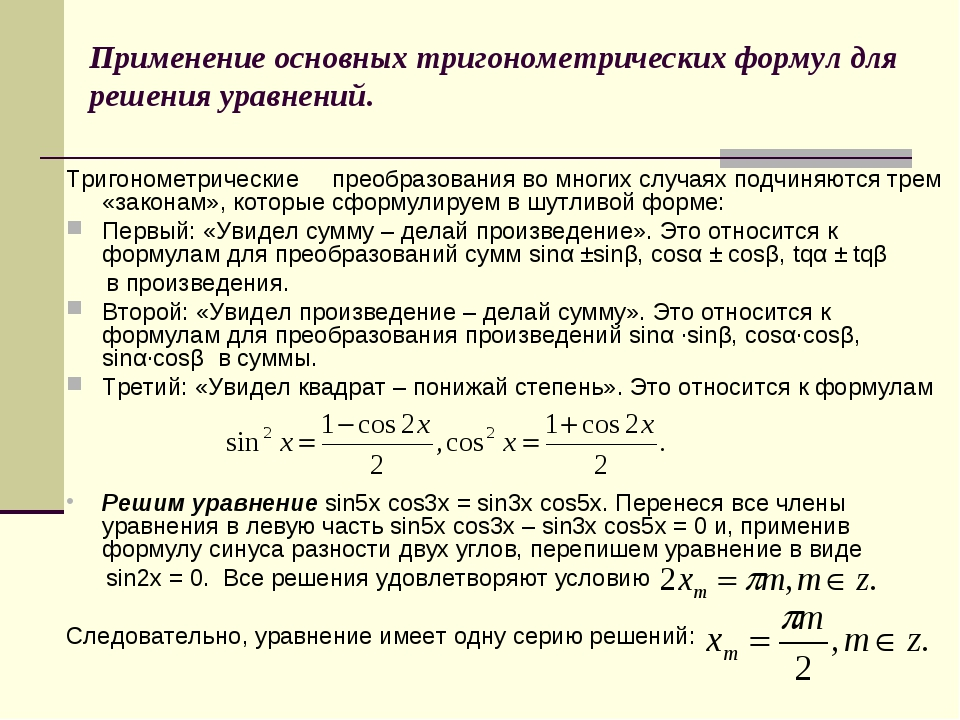 Применение основных тригонометрических формул для
решения уравнений.
Тригонометрические преобразования во многих случаях подчиняются трем
«законам», которые сформулируем в шутливой форме:
Первый: «Увидел сумму – делай произведение». Это относится к
формулам для преобразований сумм sinα ±sinβ, cosα ± cosβ, tqα ± tqβ
в произведения.
Второй: «Увидел произведение – делай сумму». Это относится к
формулам для преобразования произведений sinα ·sinβ, cosα·cosβ,
sinα·cosβ в суммы.
Третий: «Увидел квадрат – понижай степень». Это относится к формулам
sin² x = (1−cos 2x)/2, cos² x = (1+cos 2x)/2.
Решим уравнение sin5x cos3x = sin3x cos5x. Перенеся все члены
уравнения в левую часть sin5x cos3x – sin3x cos5x = 0 и, применив
формулу синуса разности двух углов, перепишем уравнение в виде
sin2x = 0. Все решения удовлетворяют условию 2xₘ = πm, m ∈ z.
Следовательно, уравнение имеет одну серию решений: xₘ = πm/2, m ∈ z.